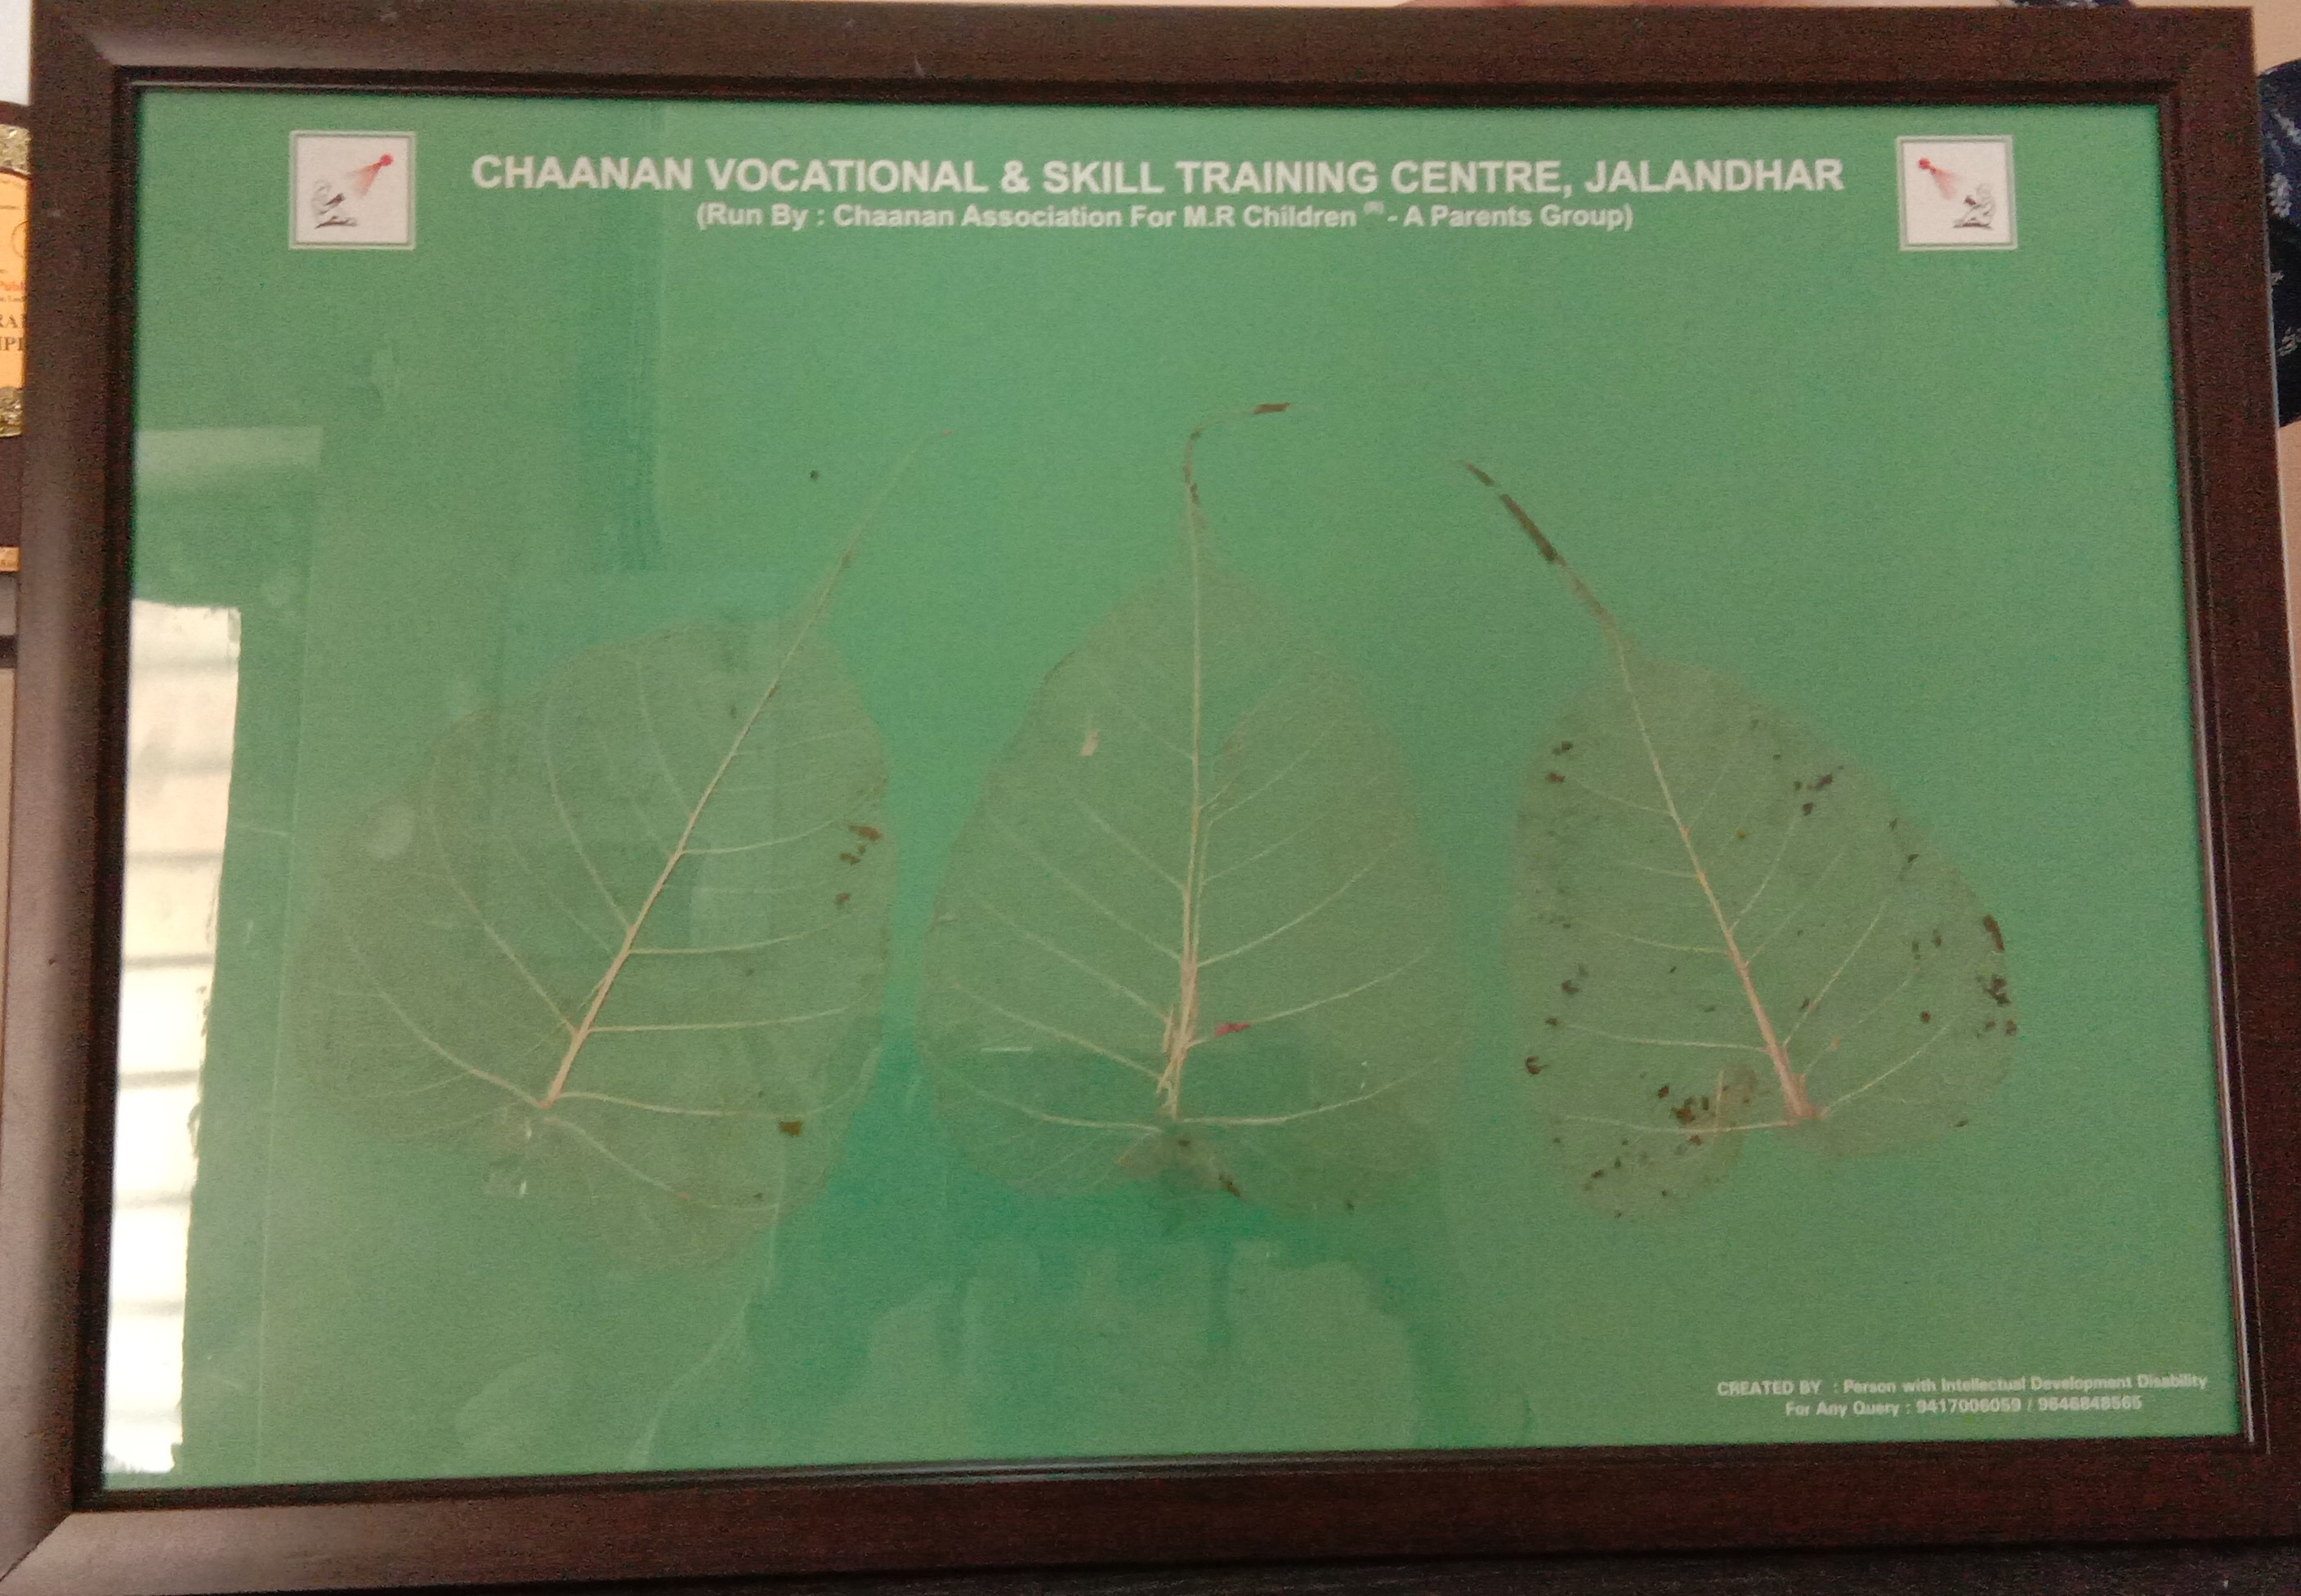 CHAANAN VOCATIONAL & SKILL TRAINING CENTRE, JALANDHAR
(Run By : Chaanan Association For M.R Children (R) - A Parents Group)
CREATED BY : Person with Intellectual Development Disability
For Any Query : 9417006059 / 9646848565